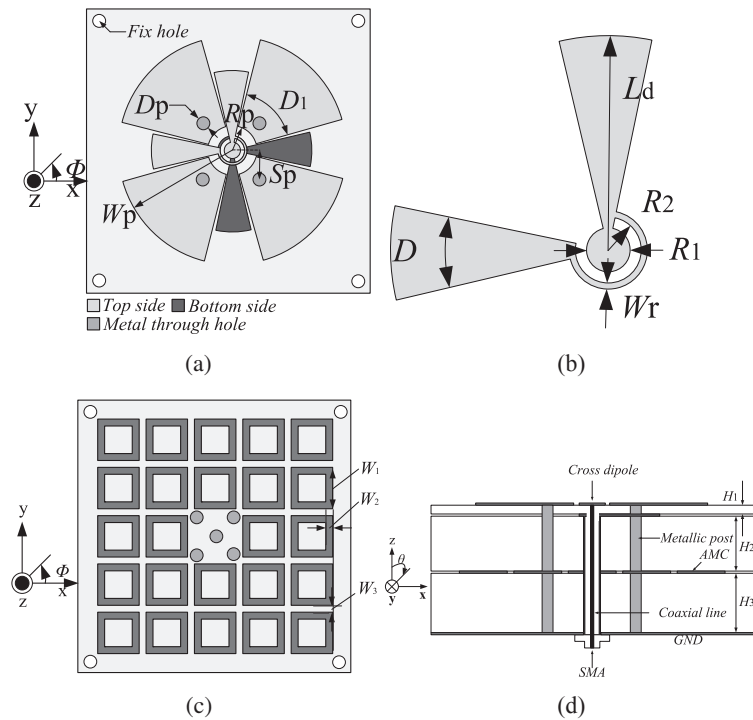 Fix hole
Dp
Rp
D1
y
Φ
x
z
Sp
Wp
Top side Bottom side
Metal through hole
(a)
Ld
R2
D
R1
Wr
(b)
W1
W2
y
Φ
x
z
W3
(c)
Cross dipole
H1
Metallic post
H2
z
θ
AMC
y
x
H3
Coaxial line
GND
SMA
(d)